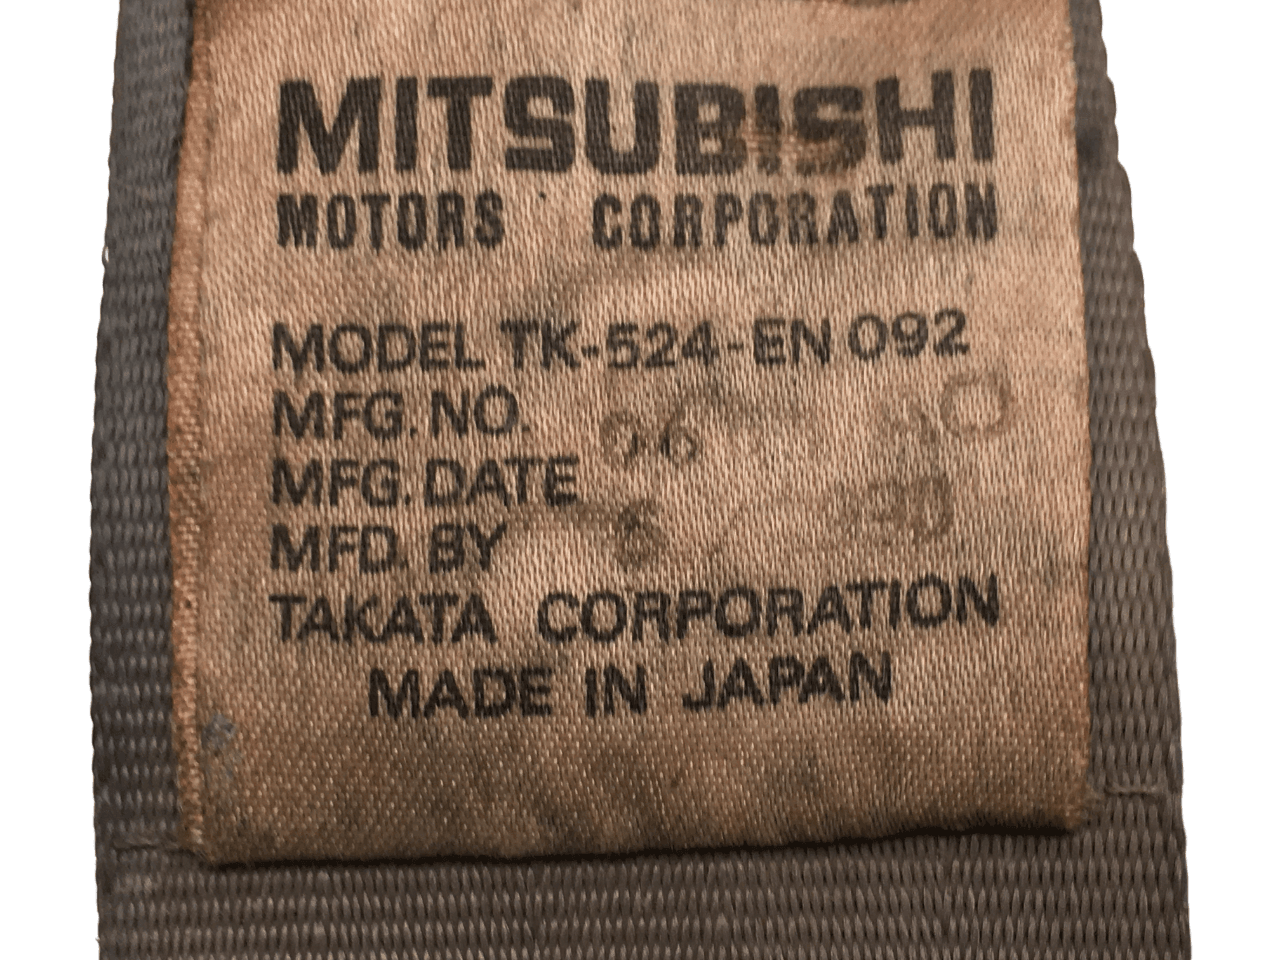 MITSUBISHI
MOTORS CORPORATION
MODEL TK-524-EN 092
MFG. NO.
MFG. DATE
MFD. BY
TAKATA CORPORATION
MADE IN JAPAN